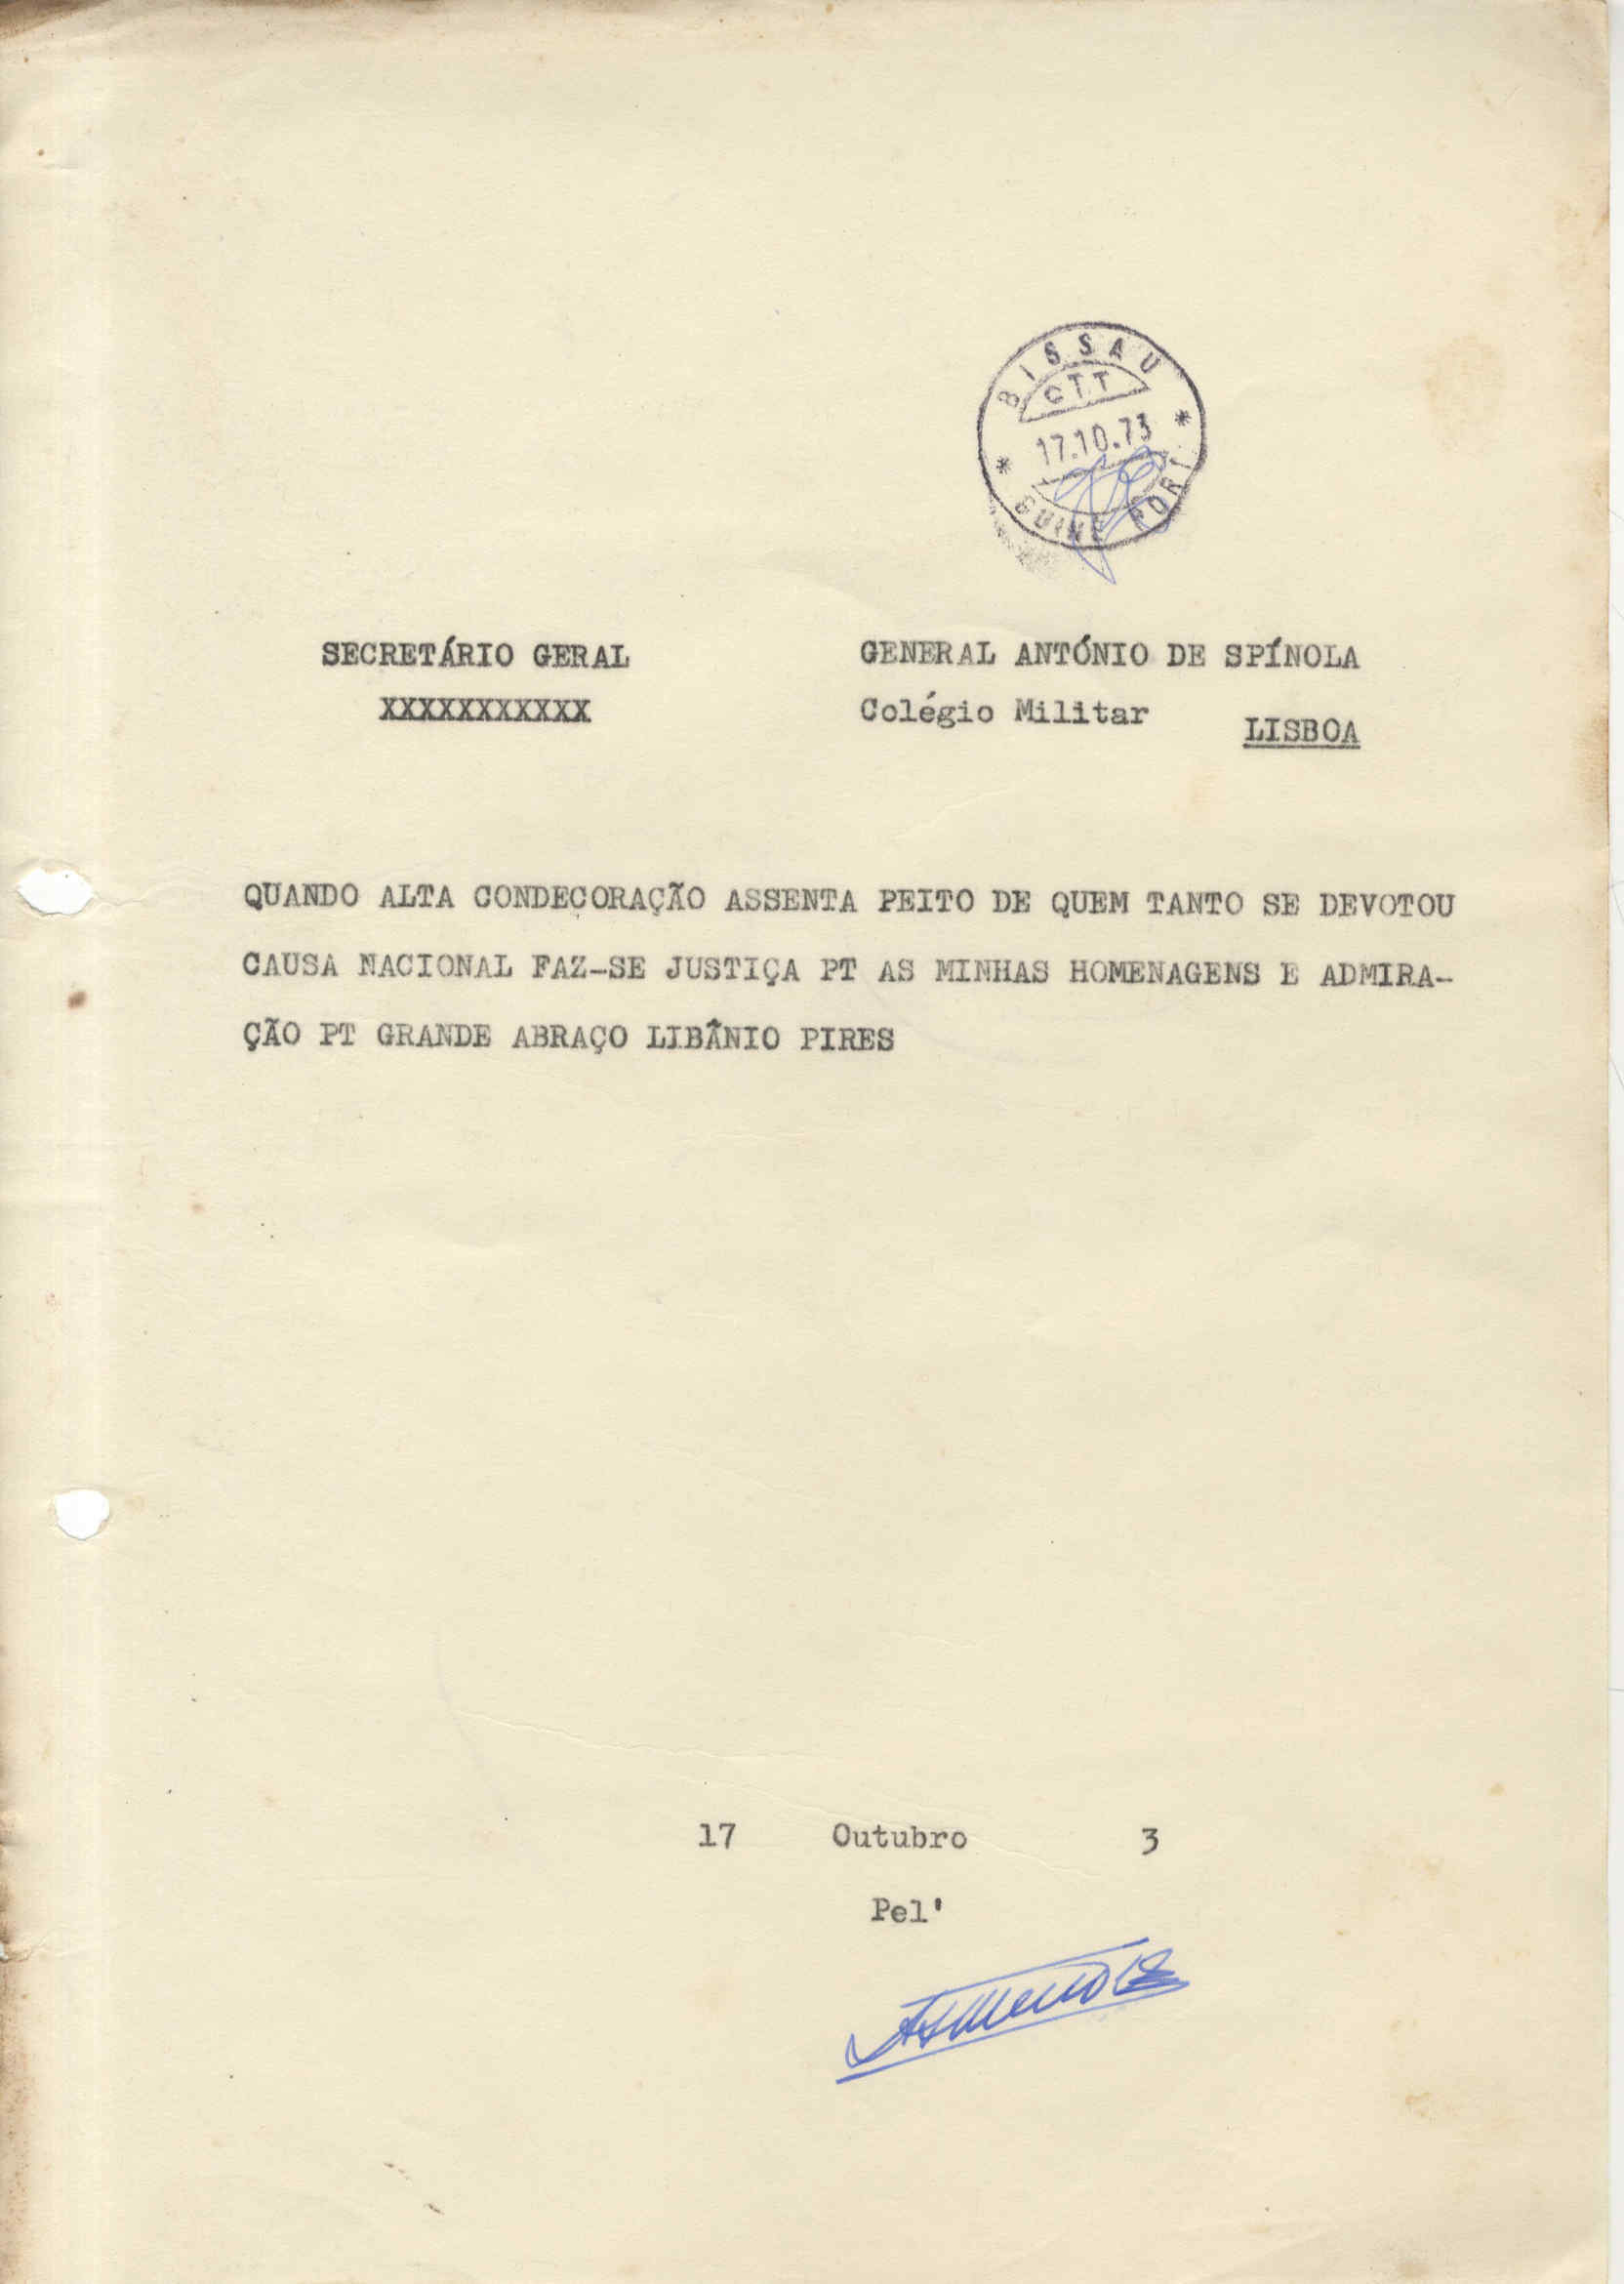 BISSAU
CTT
17.10.73
GUINÉ PORT.
SECRETÁRIO GERAL
XXXXXXXXXXX
GENERAL ANTÓNIO DE SPÍNOLA
Colégio Militar
LISBOA
QUANDO ALTA CONDECORAÇÃO ASSENTA PEITO DE QUEM TANTO SE DEVOTOU
CAUSA NACIONAL FAZ-SE JUSTIÇA PT AS MINHAS HOMENAGENS E ADMIRA-
ÇÃO PT GRANDE ABRAÇO LIBÂNIO PIRES
17 Outubro 3
Pel'